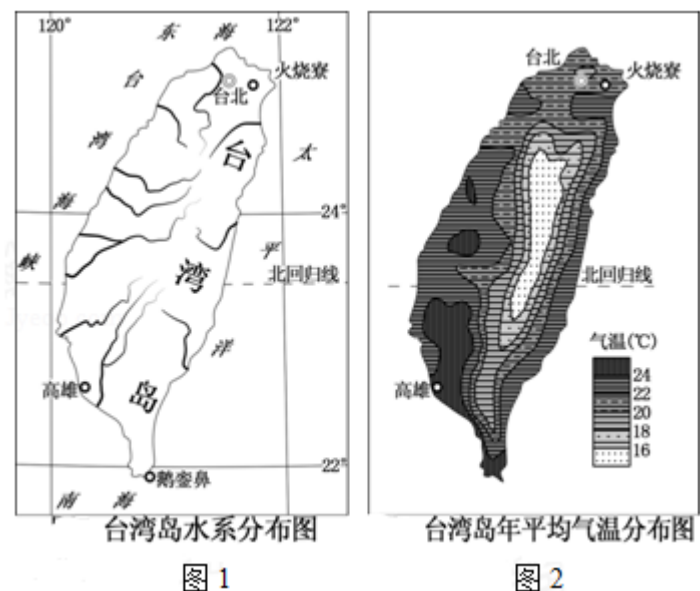 120° 122°
东海
火烧寮
台北
台湾海峡
太平洋
台湾岛
24°
北回归线
高雄
22°
鹅銮鼻
南海
台湾岛水系分布图
图1
台北
火烧寮
北回归线
气温(℃)
24
22
20
18
16
高雄
台湾岛年平均气温分布图
图2